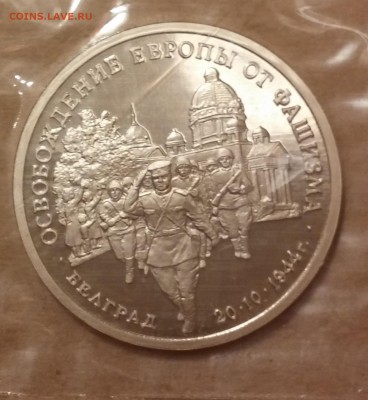 COINS.LAVE.RU
ОСВОБОЖДЕНИЕ ЕВРОПЫ ОТ ФАШИЗМА
· БЕЛГРАД 20·10·1944г. ·